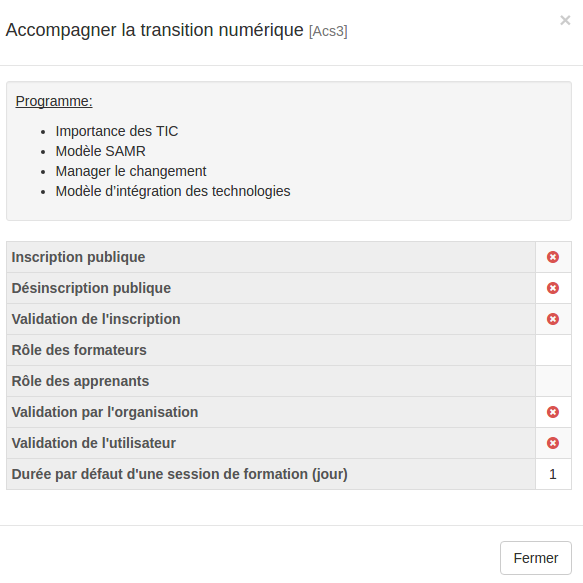 Accompagner la transition numérique [Acs3]
×
Programme:
• Importance des TIC
• Modèle SAMR
• Manager le changement
• Modèle d’intégration des technologies
Inscription publique
Désinscription publique
Validation de l'inscription
Rôle des formateurs
Rôle des apprenants
Validation par l'organisation
Validation de l'utilisateur
Durée par défaut d'une session de formation (jour) 1
Fermer